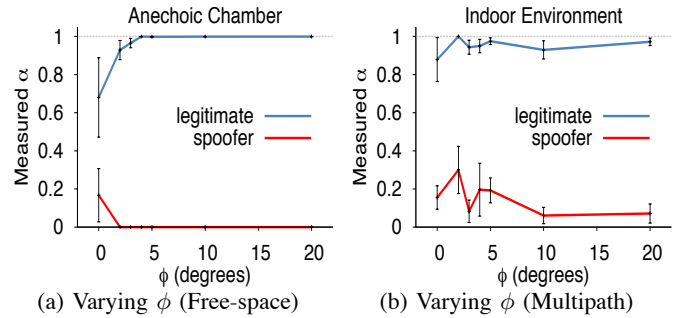 Anechoic Chamber
Measured α
1
0.8
0.6
0.4
0.2
0
legitimate
spoofer
0 5 10 15 20
ϕ (degrees)
(a) Varying ϕ (Free-space)
Indoor Environment
Measured α
1
0.8
0.6
0.4
0.2
0
legitimate
spoofer
0 5 10 15 20
ϕ (degrees)
(b) Varying ϕ (Multipath)